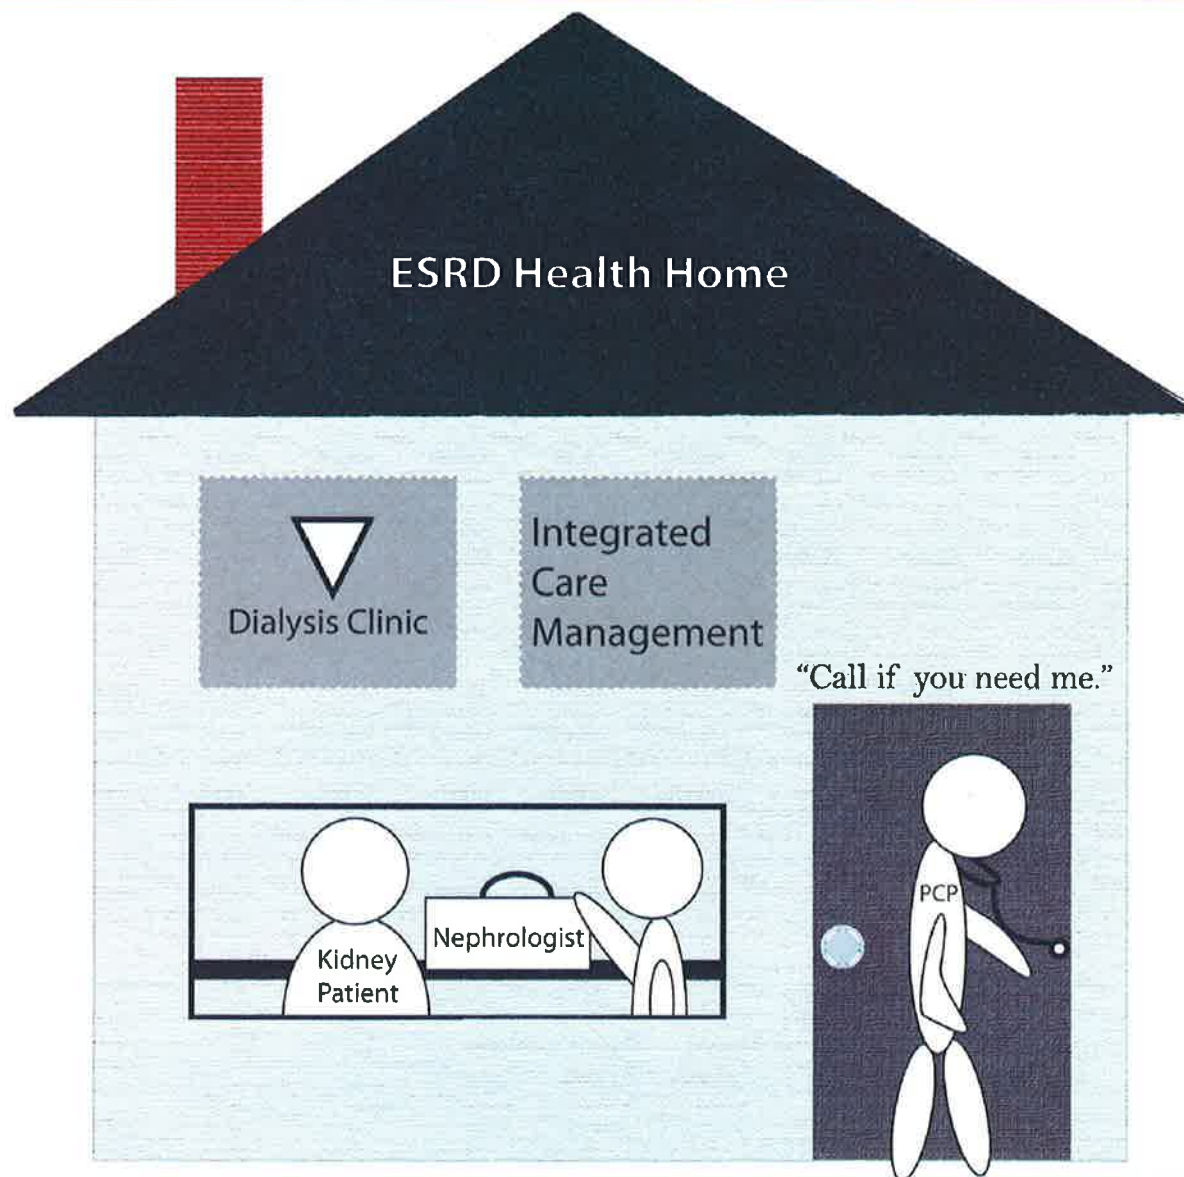 ESRD Health Home
Dialysis Clinic
Integrated
Care
Management
“Call if you need me.”
Kidney
Patient
Nephrologist
PCP